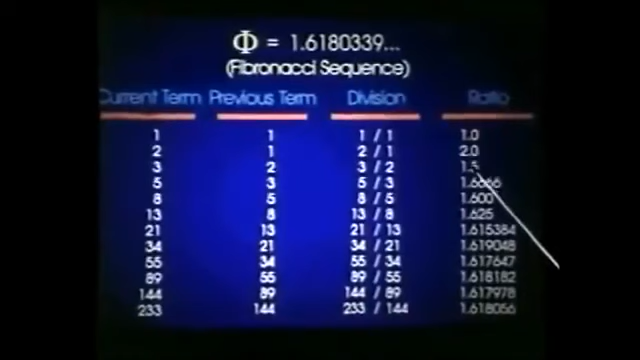 Φ = 1.6180339...
(Fibronacci Sequence)
Current Term Previous Term Division Ratio
1 1 1 / 1 1.0
2 1 2 / 1 2.0
3 2 3 / 2 1.5
5 3 5 / 3 1.6666
8 5 8 / 5 1.600
13 8 13 / 8 1.625
21 13 21 / 13 1.615384
34 21 34 / 21 1.619048
55 34 55 / 34 1.617647
89 55 89 / 55 1.618182
144 89 144 / 89 1.617978
233 144 233 / 144 1.618056